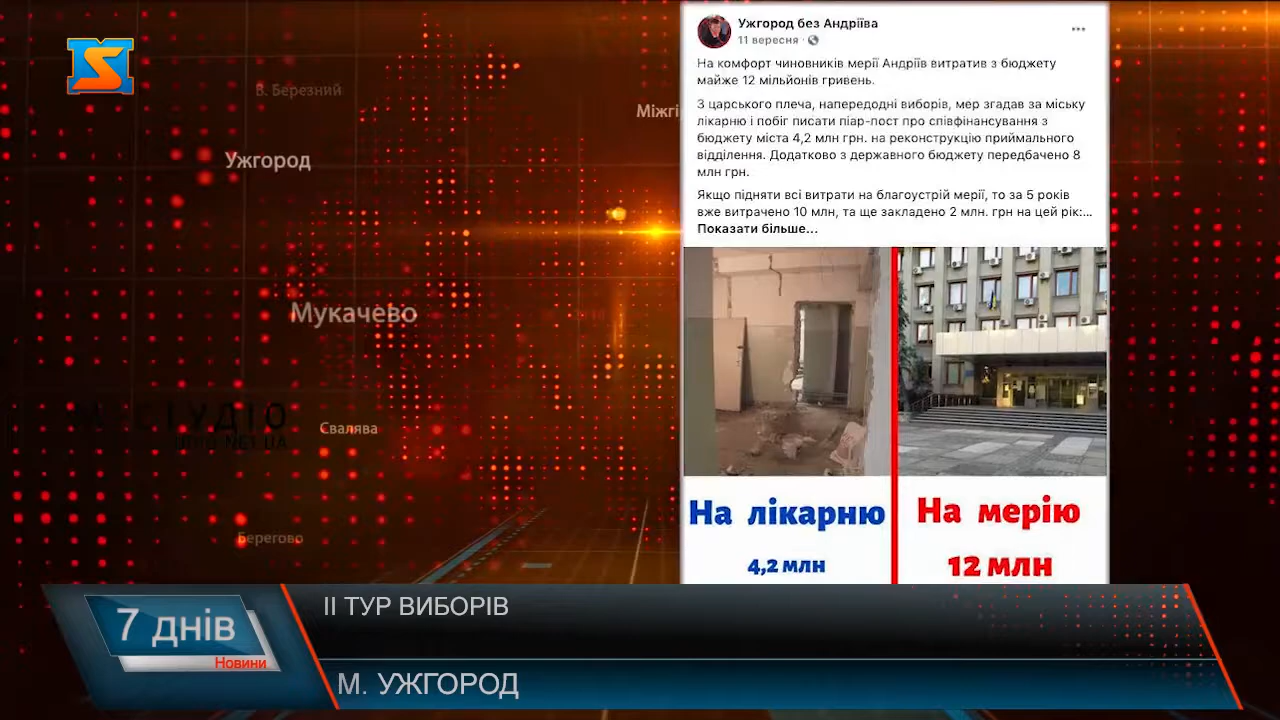 Ужгород без Андріїва
11 вересня
На комфорт чиновників мерії Андріїв витратив з бюджету
майже 12 мільйонів гривень.
З царського плеча, напередодні виборів, мер згадав за міську
лікарню і побіг писати піар-пост про співфінансування з
бюджету міста 4,2 млн грн. на реконструкцію приймального
відділення. Додатково з державного бюджету передбачено 8
млн грн.
Якщо підняти всі витрати на благоустрій мерії, то за 5 років
вже витрачено 10 млн, та ще закладено 2 млн. грн на цей рік:...
Показати більше...
На лікарню
4,2 млн
На мерію
12 млн
В. Березний
Міжгі
Ужгород
Мукачево
Свалява
Берегово
7 днів
Новини
ІІ ТУР ВИБОРІВ
М. УЖГОРОД